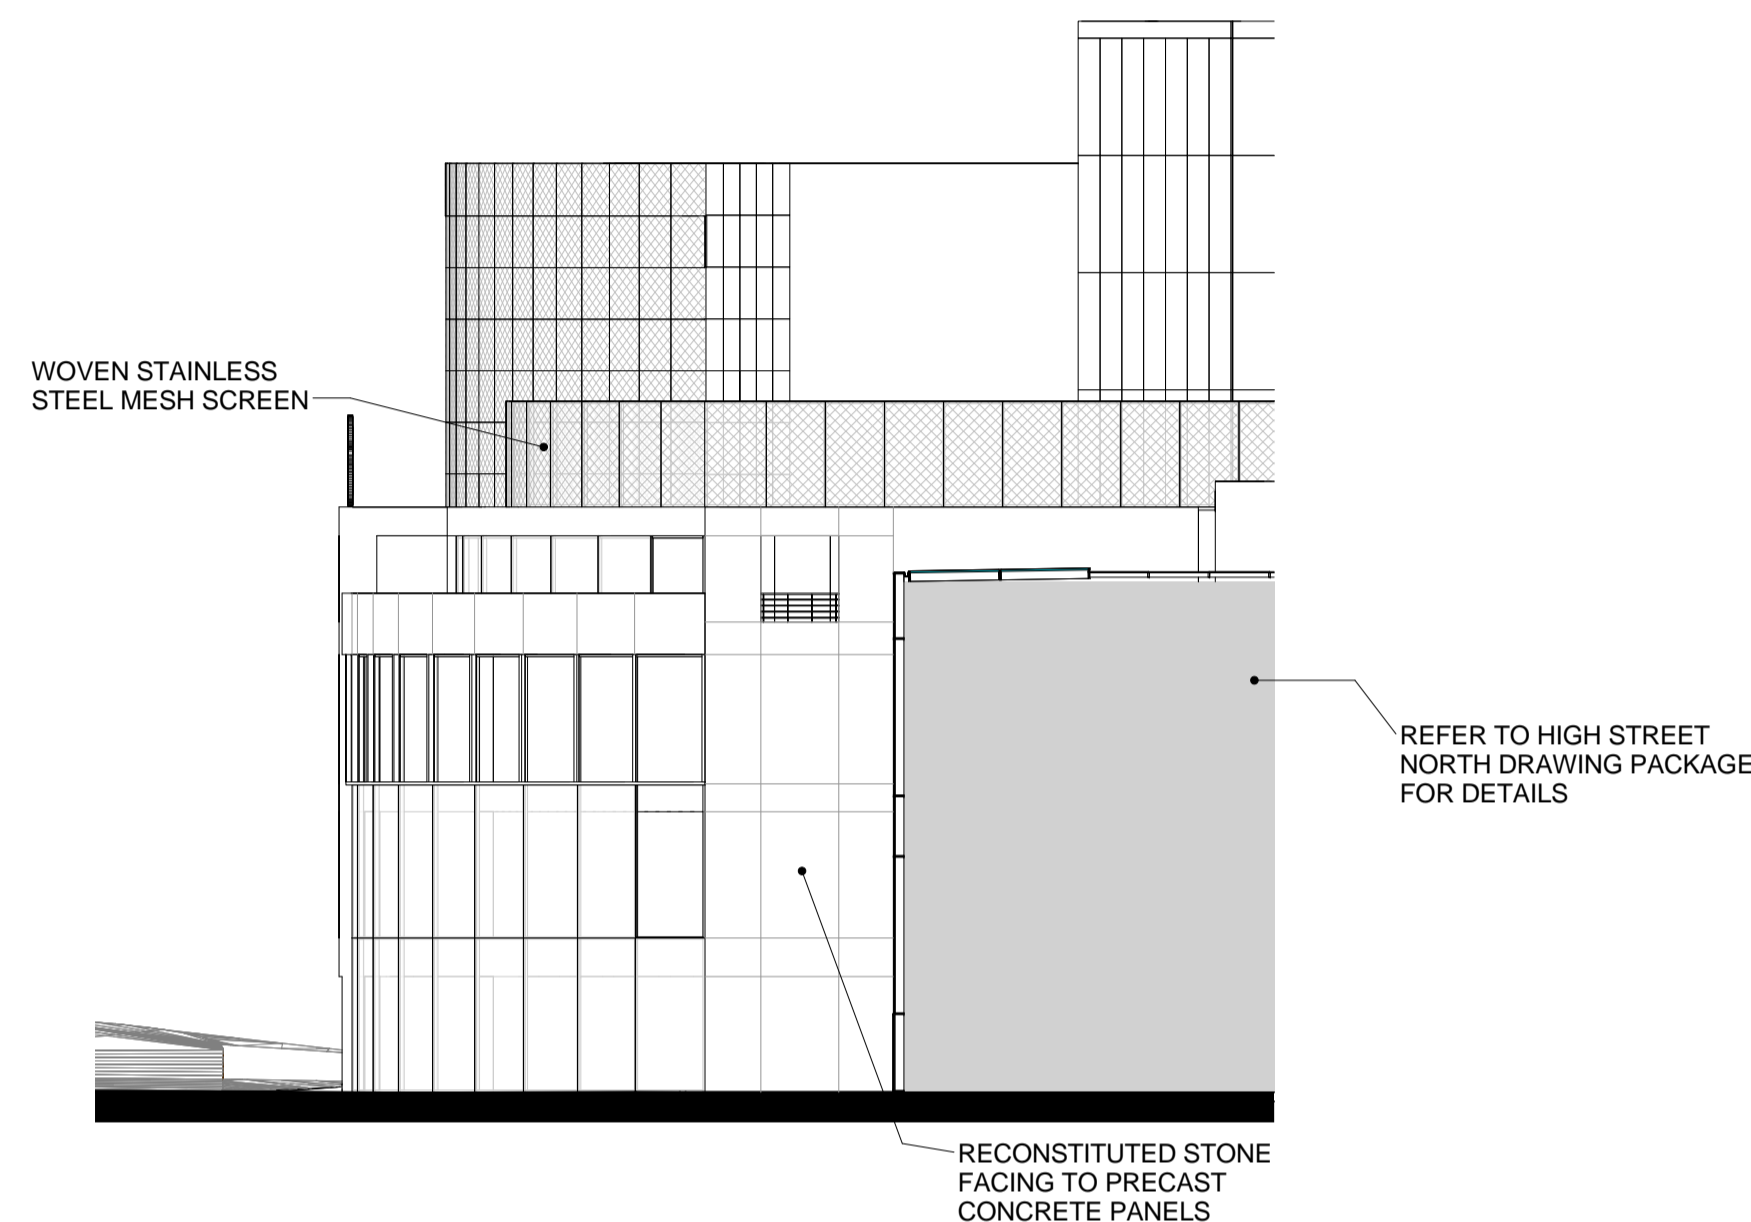 WOVEN STAINLESS
STEEL MESH SCREEN
REFER TO HIGH STREET
NORTH DRAWING PACKAGE
FOR DETAILS
RECONSTITUTED STONE
FACING TO PRECAST
CONCRETE PANELS